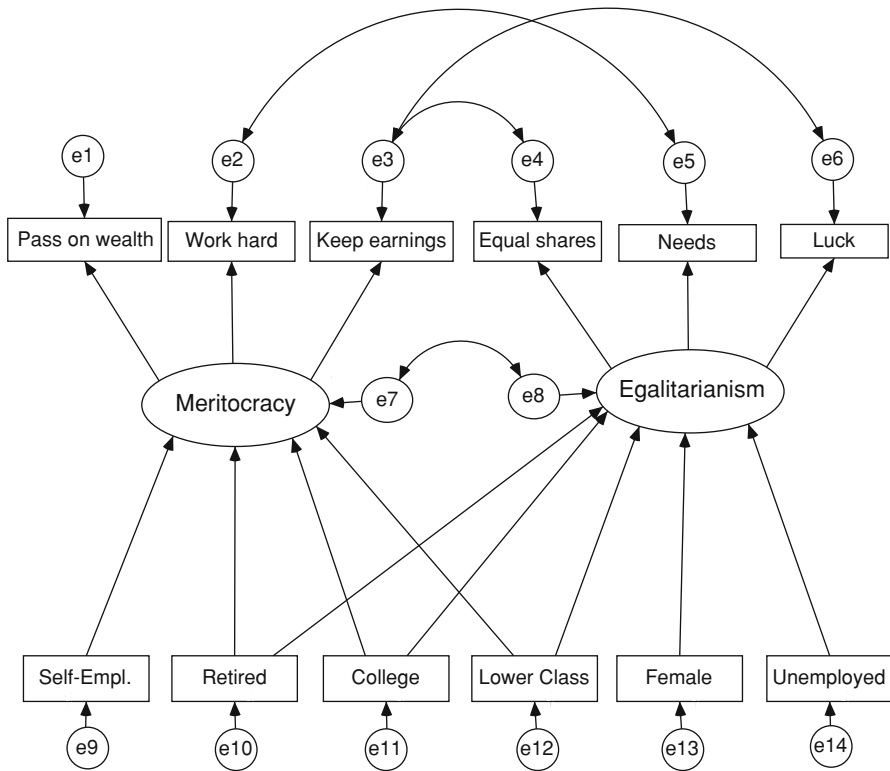 e1
e2
e3
e4
e5
e6
Pass on wealth
Work hard
Keep earnings
Equal shares
Needs
Luck
Meritocracy
e7
e8
Egalitarianism
Self-Empl.
Retired
College
Lower Class
Female
Unemployed
e9
e10
e11
e12
e13
e14